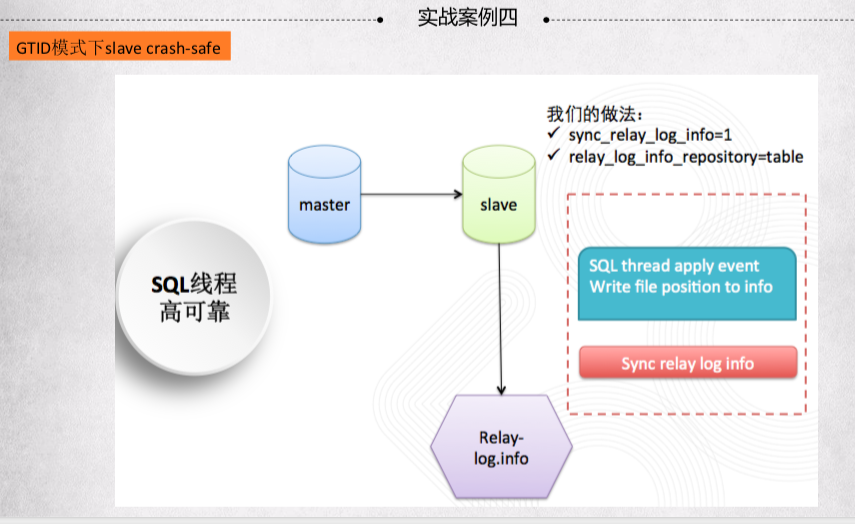 实战案例四
GTID模式下slave crash-safe
我们的做法：
✓ sync_relay_log_info=1
✓ relay_log_info_repository=table
master
slave
SQL线程
高可靠
SQL thread apply event
Write file position to info
Sync relay log info
Relay-
log.info